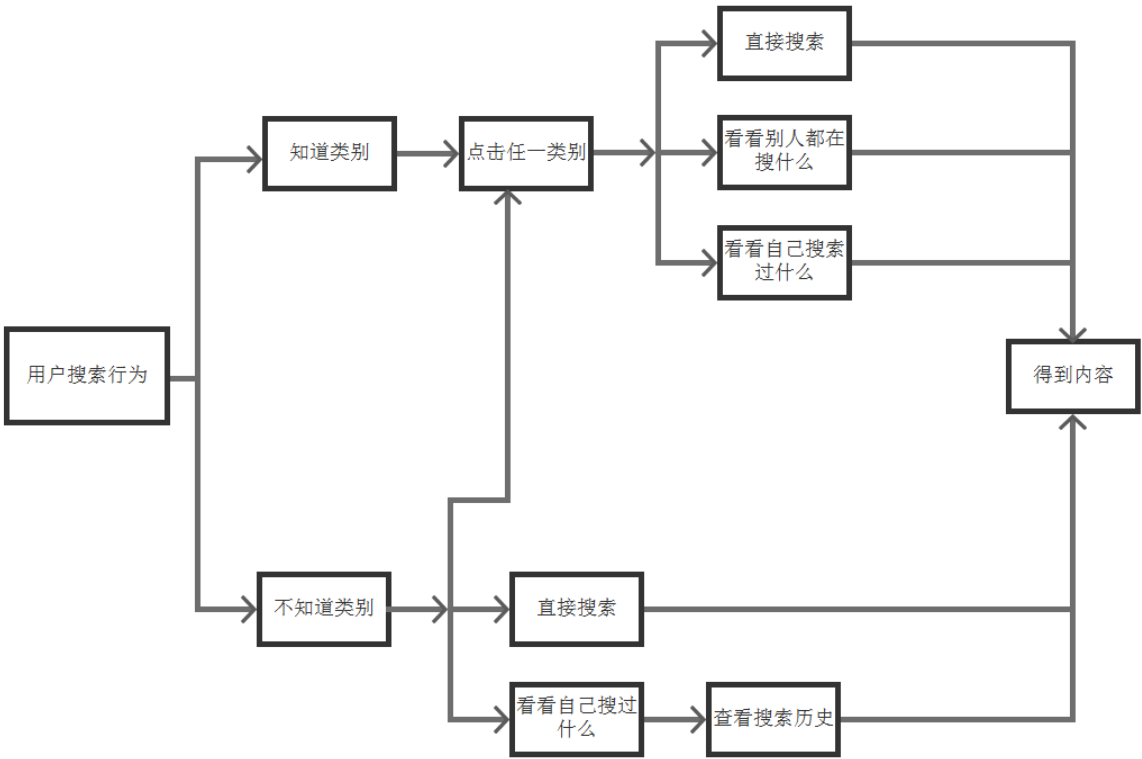 直接搜索
知道类别
点击任一类别
看看别人都在
搜什么
看看自己搜索
过什么
用户搜索行为
得到内容
不知道类别
直接搜索
看看自己搜过
什么
查看搜索历史